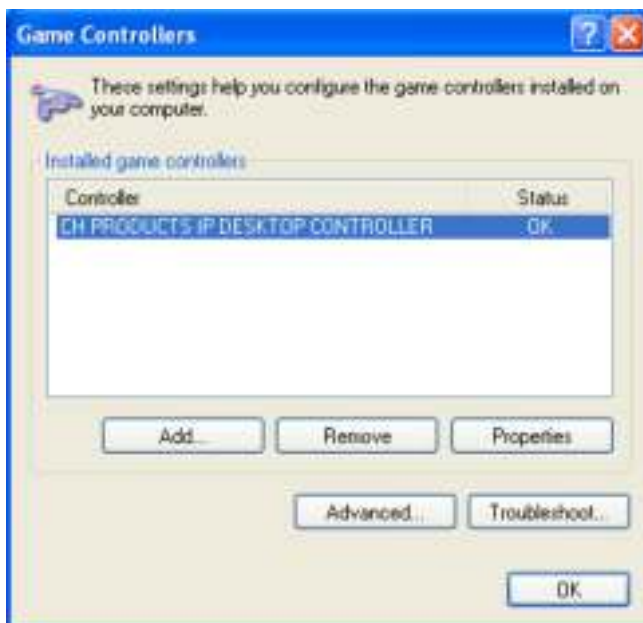 Game Controllers
These settings help you configure the game controllers installed on
your computer.
Installed game controllers
Controller Status
CH PRODUCTS IP DESKTOP CONTROLLER OK
Add... Remove Properties
Advanced... Troubleshoot...
OK